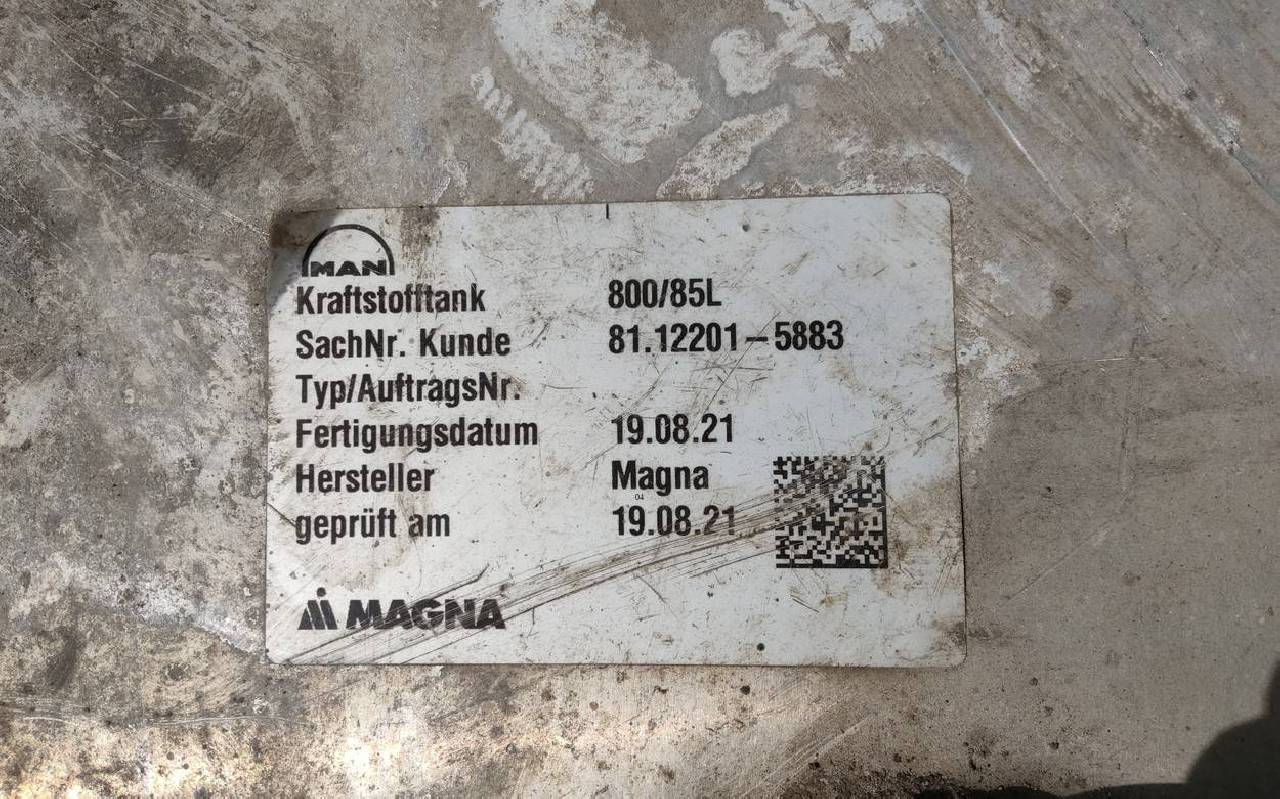 MAN
Kraftstofftank 800/85L
SachNr. Kunde 81.12201-5883
Typ/AuftragsNr.
Fertigungsdatum 19.08.21
Hersteller Magna
04
geprüft am 19.08.21
MAGNA